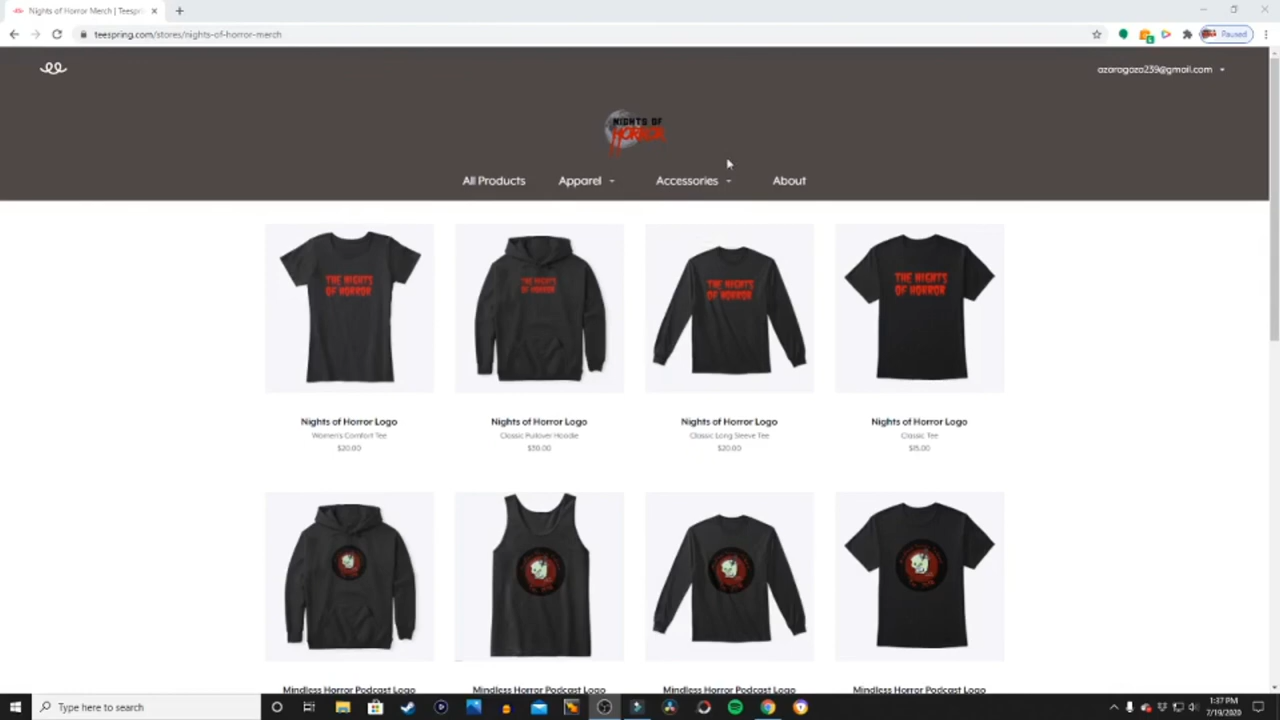 Nights of Horror Merch | Teespri
teespring.com/stores/nights-of-horror-merch
Paused
azaragoza239@gmail.com
NIGHTS OF
HORROR
All Products Apparel Accessories About
THE NIGHTS
OF HORROR
THE NIGHTS
OF HORROR
THE NIGHTS
OF HORROR
THE NIGHTS
OF HORROR
Nights of Horror Logo
Women's Comfort Tee
$20.00
Nights of Horror Logo
Classic Pullover Hoodie
$30.00
Nights of Horror Logo
Classic Long Sleeve Tee
$20.00
Nights of Horror Logo
Classic Tee
$15.00
Mindless Horror Podcast Logo
Mindless Horror Podcast Logo
Mindless Horror Podcast Logo
Mindless Horror Podcast Logo
Type here to search
1:37 PM
7/19/2020